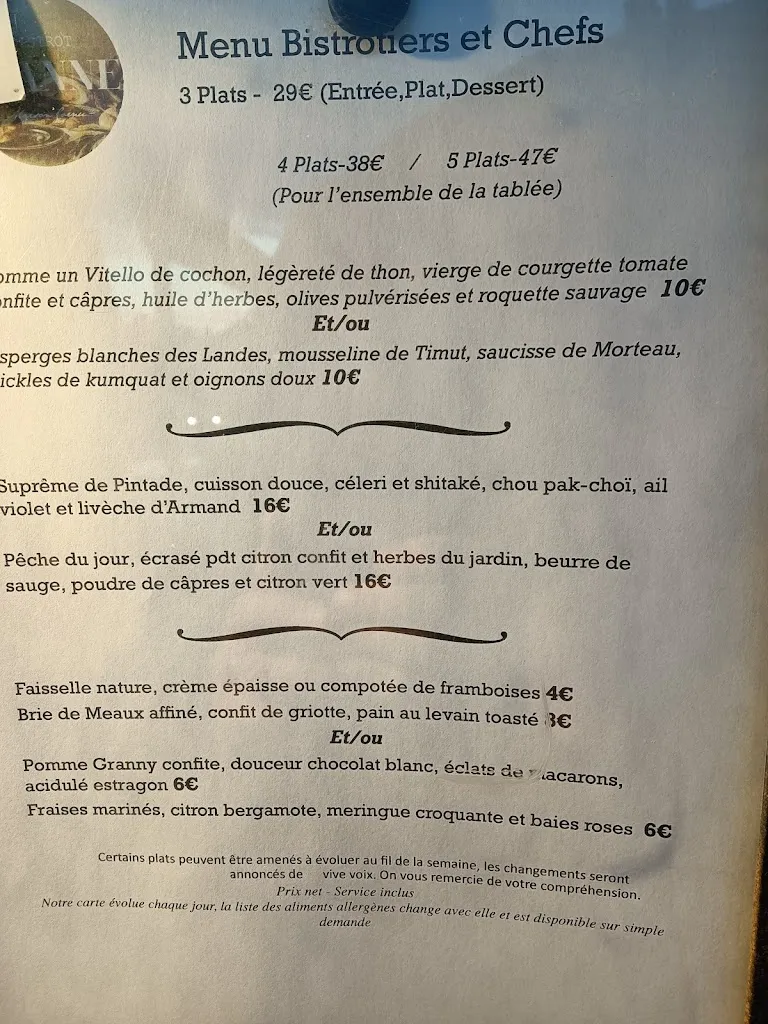 Menu Bistrotiers et Chefs
3 Plats - 29€ (Entrée,Plat,Dessert)
4 Plats-38€ / 5 Plats-47€
(Pour l'ensemble de la tablée)
omme un Vitello de cochon, légèreté de thon, vierge de courgette tomate
nfite et câpres, huile d'herbes, olives pulvérisées et roquette sauvage 10€
Et/ou
sperges blanches des Landes, mousseline de Timut, saucisse de Morteau,
ickles de kumquat et oignons doux 10€
Suprême de Pintade, cuisson douce, céleri et shitaké, chou pak-choï, ail
violet et livèche d'Armand 16€
Et/ou
Pêche du jour, écrasé pdt citron confit et herbes du jardin, beurre de
sauge, poudre de câpres et citron vert 16€
Faisselle nature, crème épaisse ou compotée de framboises 4€
Brie de Meaux affiné, confit de griotte, pain au levain toasté
Et/ou
Pomme Granny confite, douceur chocolat blanc, éclats de macarons,
acidulé estragon 6€
Fraises marinés, citron bergamote, meringue croquante et baies roses 6€
Certains plats peuvent être amenés à évoluer au fil de la semaine, les changements seront
annoncés de vive voix. On vous remercie de votre compréhension.
Prix net - Service inclus
Notre carte évolue chaque jour, la liste des aliments allergènes change avec elle et est disponible sur simple
demande